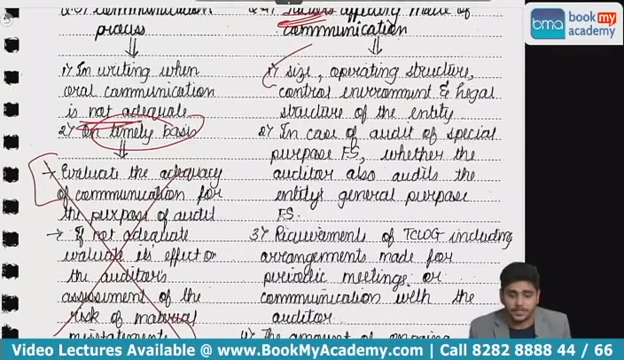 communication
process
1) In writing when
oral communication
is not adequate
2) On timely basis
→ Evaluate the adequacy
of communication for
the purpose of audit
→ If not adequate
evaluate its effect on
the auditor's
assessment of the
risk of material
misstatements
factors affecting mode of
communication
1) size, operating structure,
control environment & legal
structure of the entity
2) In case of audit of special
purpose FS, whether the
auditor also audits the
entity's general purpose
FS.
3) Requirements of TCWG including
arrangements made for
periodic meetings or
communication with the
auditor
4) The amount of ongoing
bma
book my
academy
Video Lectures Available @ www.BookMyAcademy.com | Call 8282 8888 44 / 66